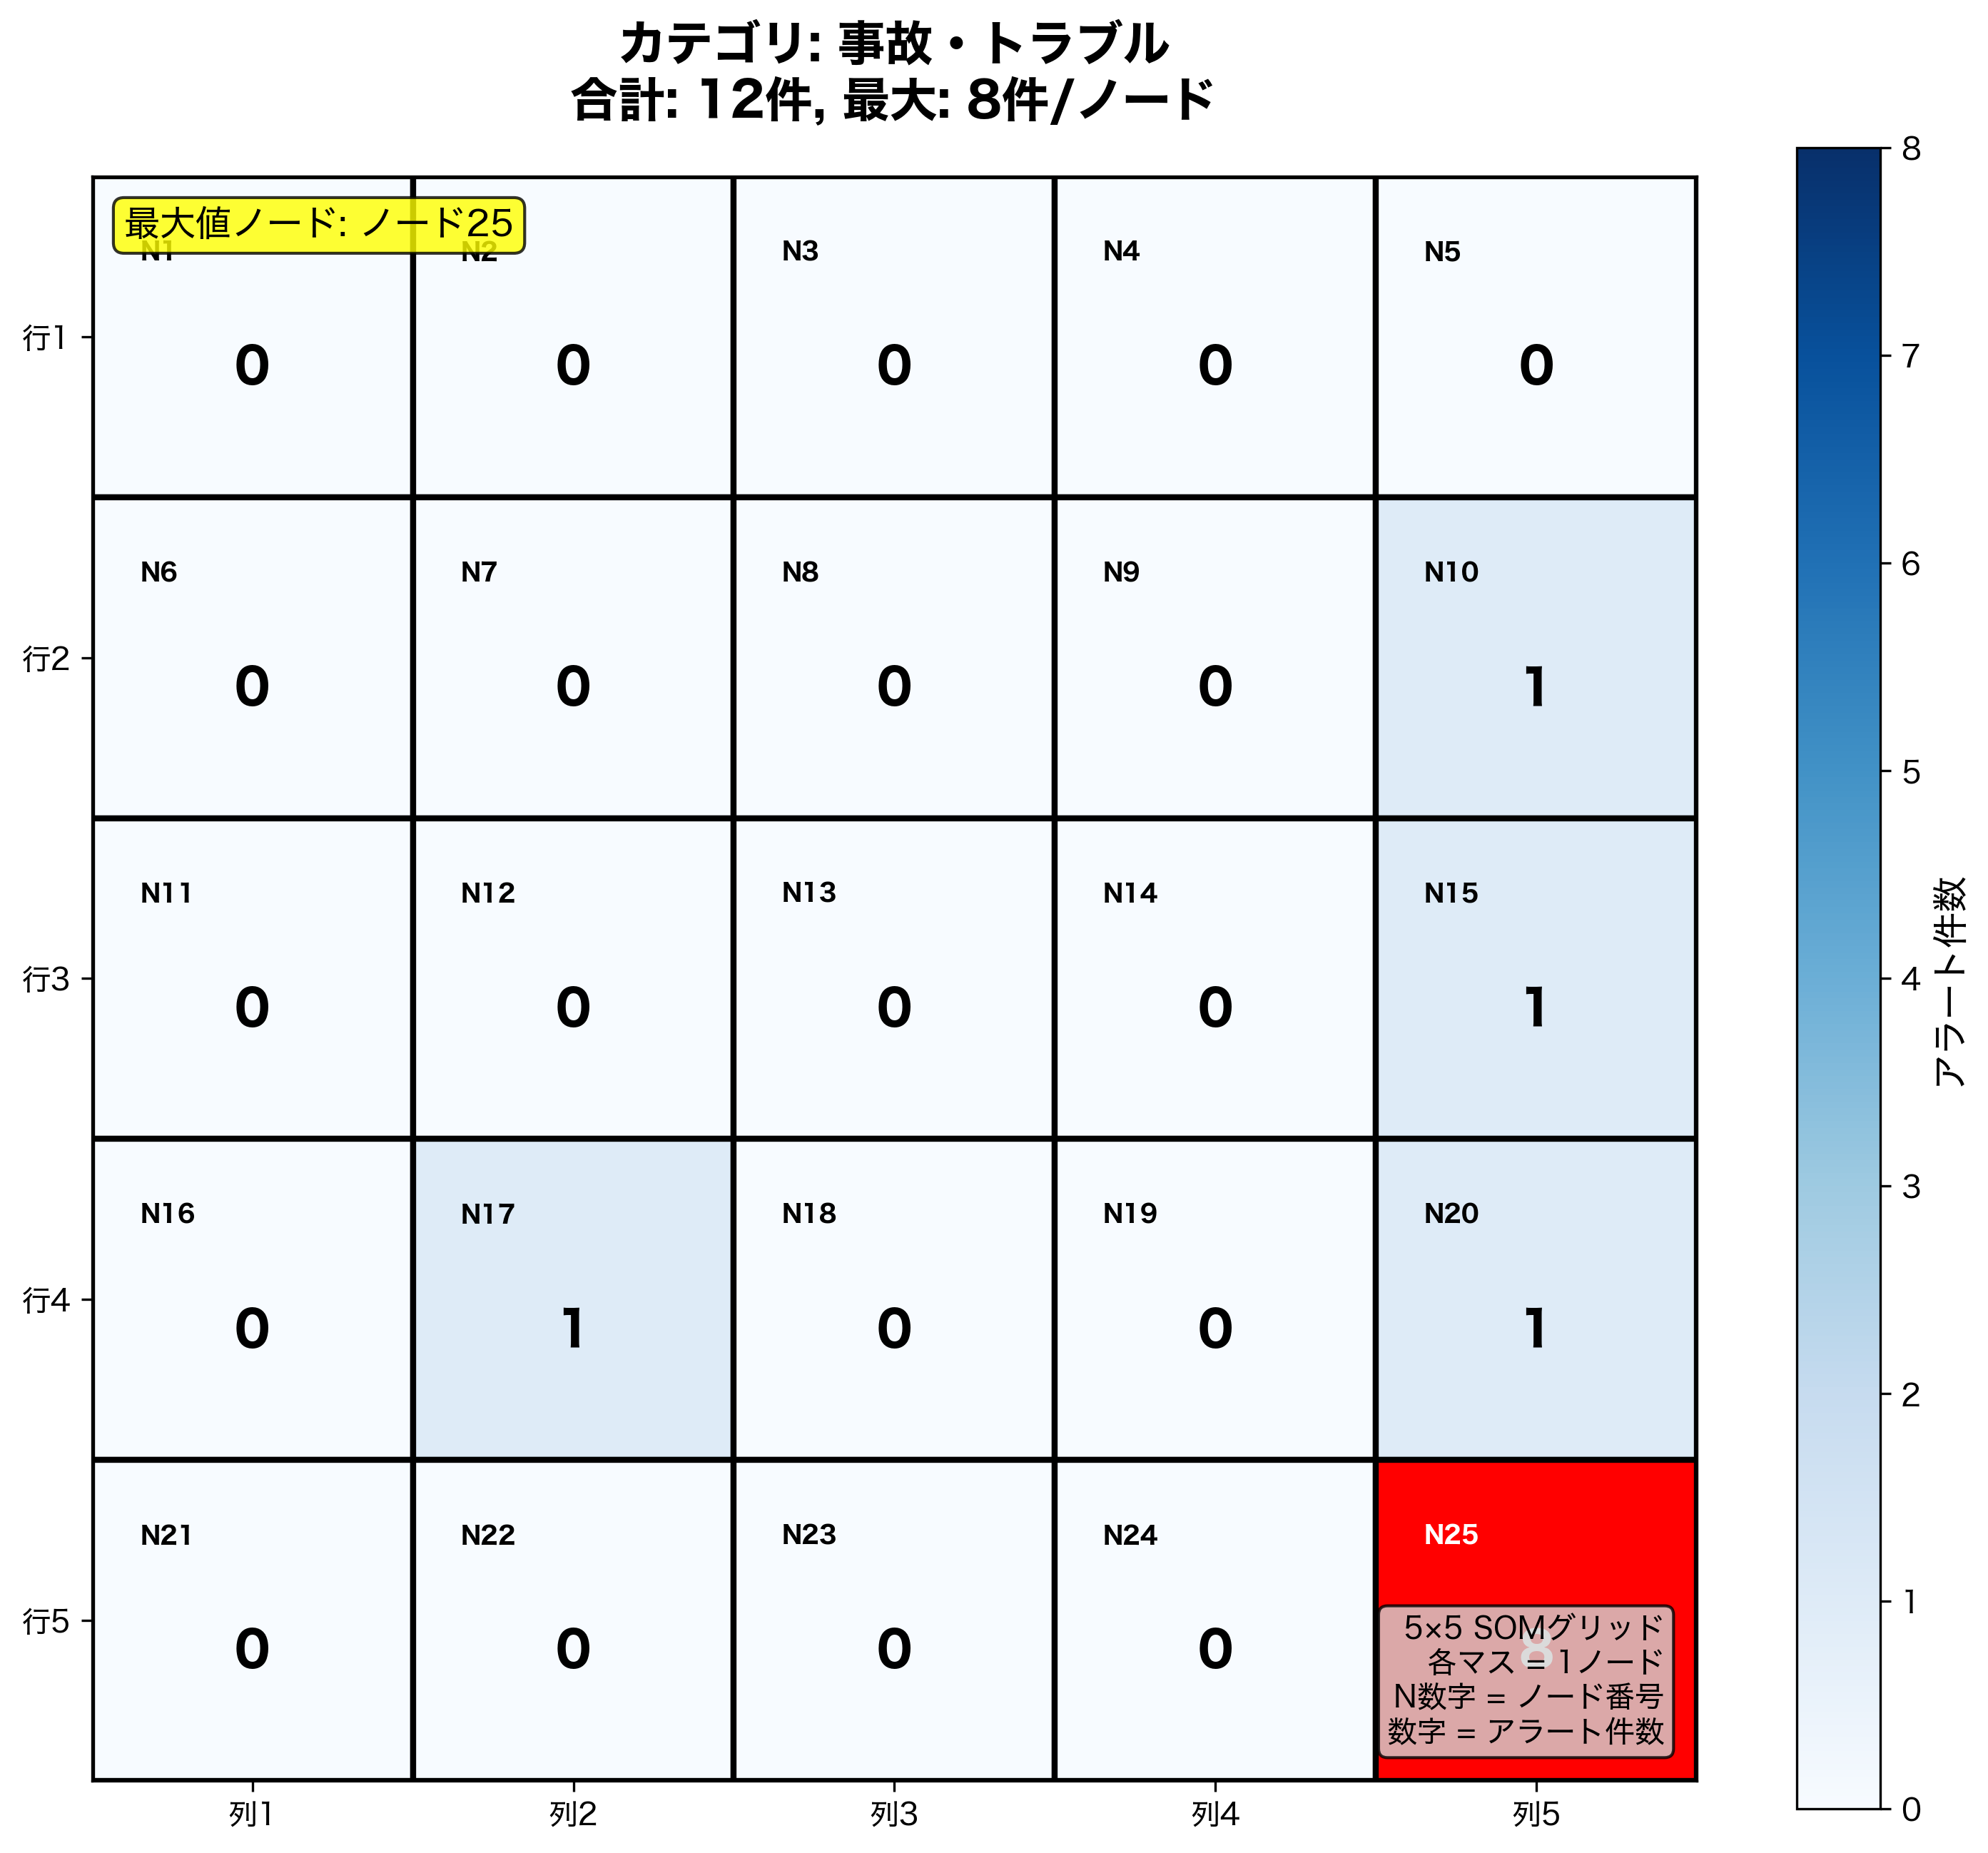 カテゴリ: 事故・トラブル
合計: 12件, 最大: 8件/ノード
最大値ノード: ノード25
N1 N2 N3 N4 N5
行1 0 0 0 0 0
N6 N7 N8 N9 N10
行2 0 0 0 0 1
N11 N12 N13 N14 N15
行3 0 0 0 0 1
N16 N17 N18 N19 N20
行4 0 1 0 0 1
N21 N22 N23 N24 N25
行5 0 0 0 0 8
5×5 SOMグリッド
各マス = 1ノード
N数字 = ノード番号
数字 = アラート件数
列1 列2 列3 列4 列5
8
7
6
5
4
3
2
1
0
アラート件数